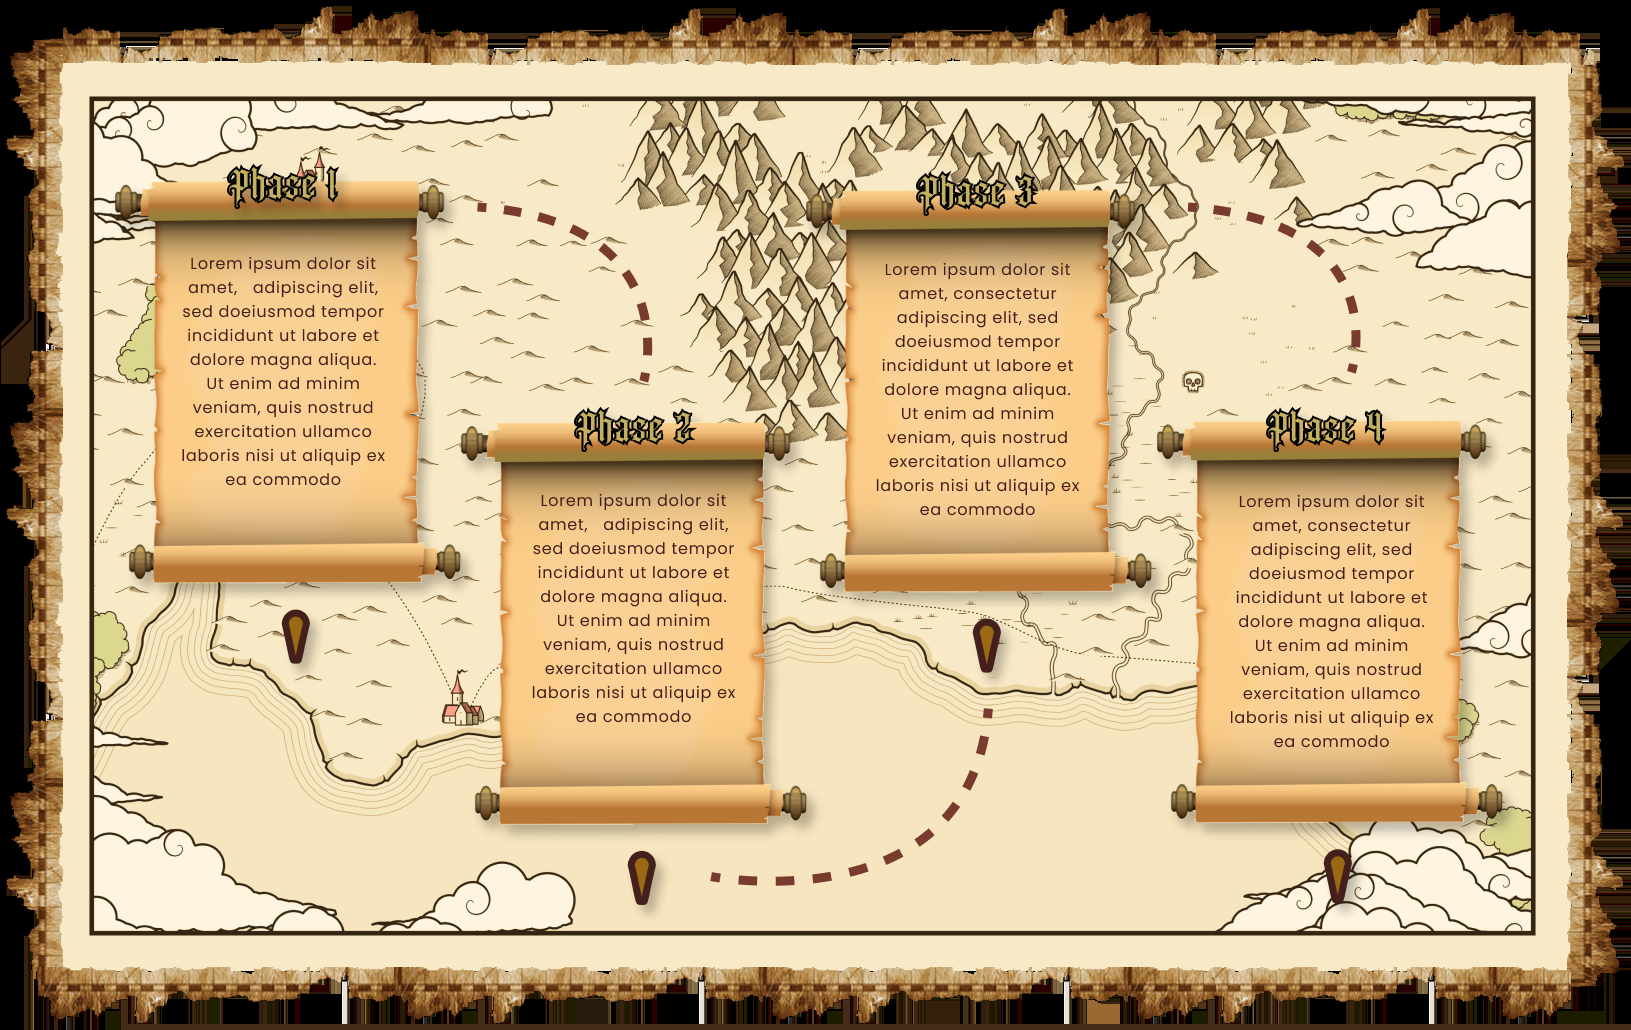 Phase 1
Lorem ipsum dolor sit
amet, adipiscing elit,
sed doeiusmod tempor
incididunt ut labore et
dolore magna aliqua.
Ut enim ad minim
veniam, quis nostrud
exercitation ullamco
laboris nisi ut aliquip ex
ea commodo
Phase 2
Lorem ipsum dolor sit
amet, adipiscing elit,
sed doeiusmod tempor
incididunt ut labore et
dolore magna aliqua.
Ut enim ad minim
veniam, quis nostrud
exercitation ullamco
laboris nisi ut aliquip ex
ea commodo
Phase 3
Lorem ipsum dolor sit
amet, consectetur
adipiscing elit, sed
doeiusmod tempor
incididunt ut labore et
dolore magna aliqua.
Ut enim ad minim
veniam, quis nostrud
exercitation ullamco
laboris nisi ut aliquip ex
ea commodo
Phase 4
Lorem ipsum dolor sit
amet, consectetur
adipiscing elit, sed
doeiusmod tempor
incididunt ut labore et
dolore magna aliqua.
Ut enim ad minim
veniam, quis nostrud
exercitation ullamco
laboris nisi ut aliquip ex
ea commodo